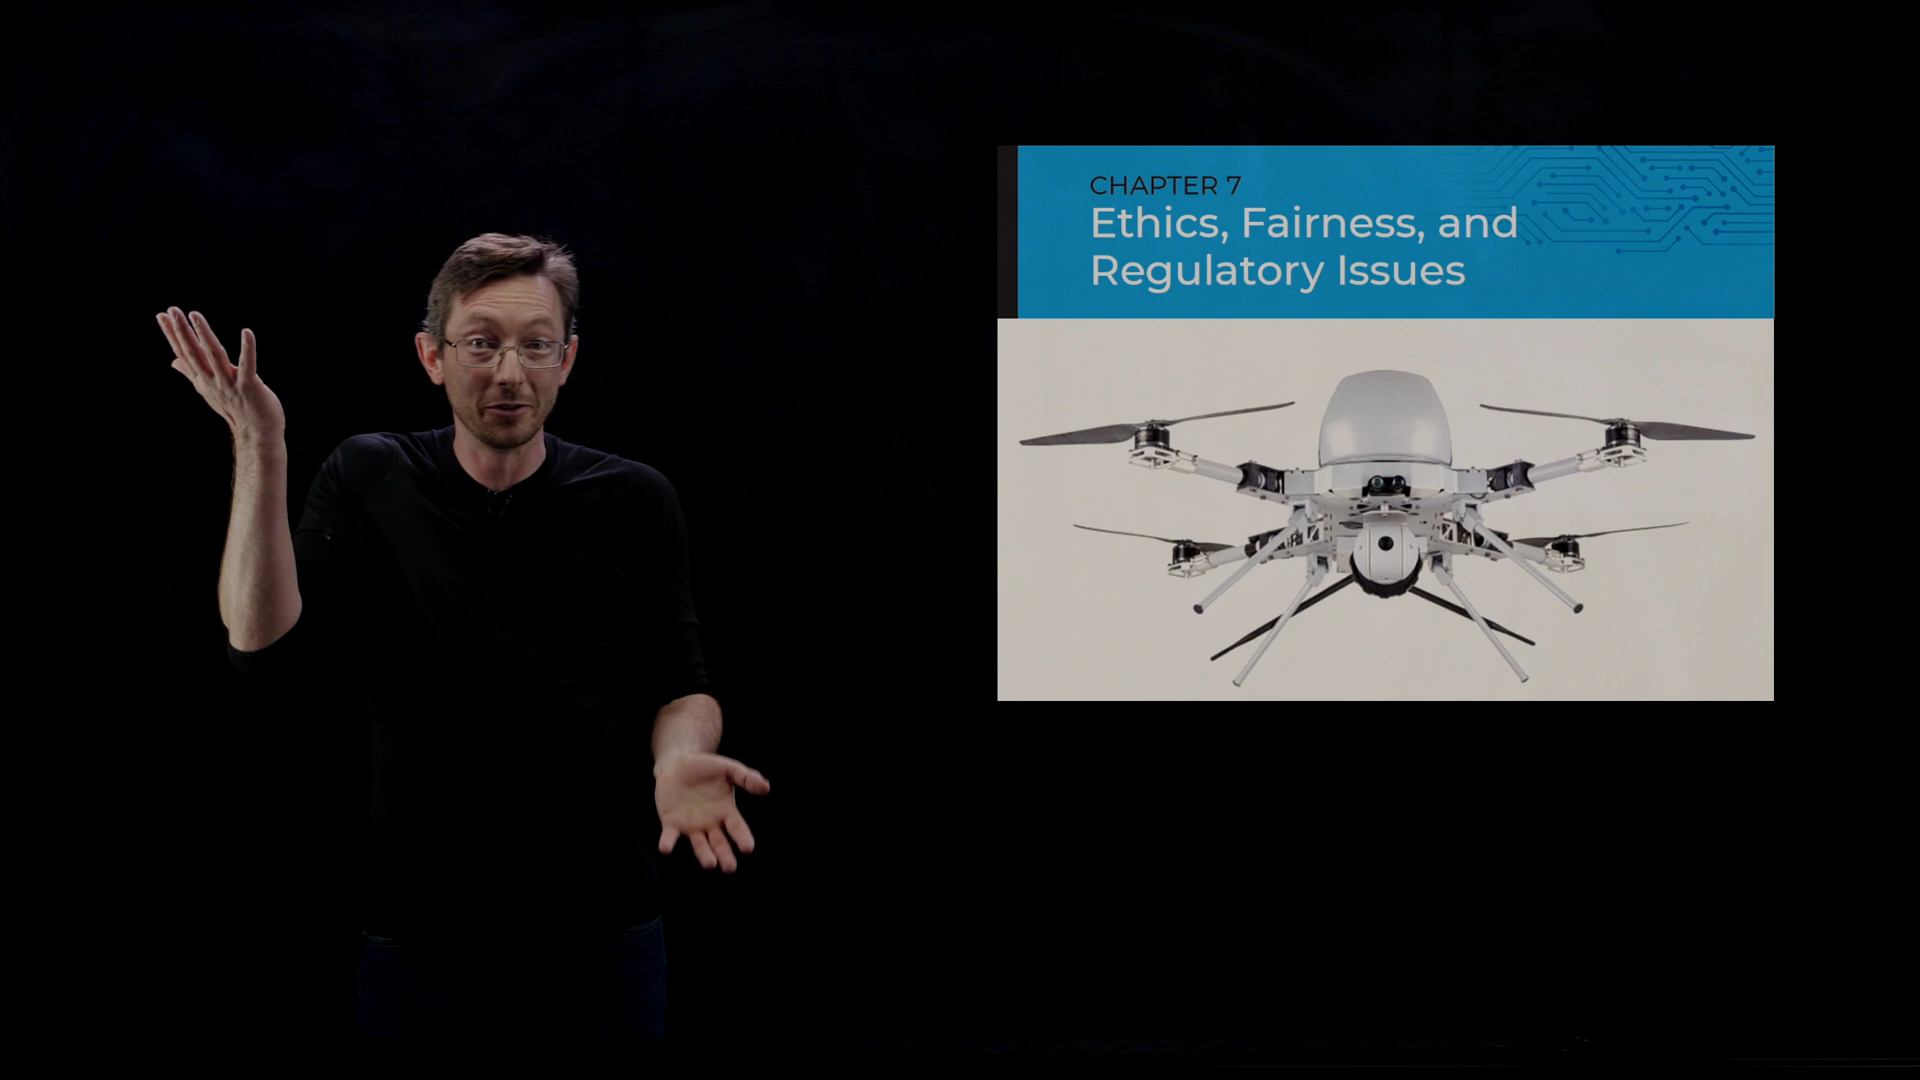 CHAPTER 7
Ethics, Fairness, and
Regulatory Issues